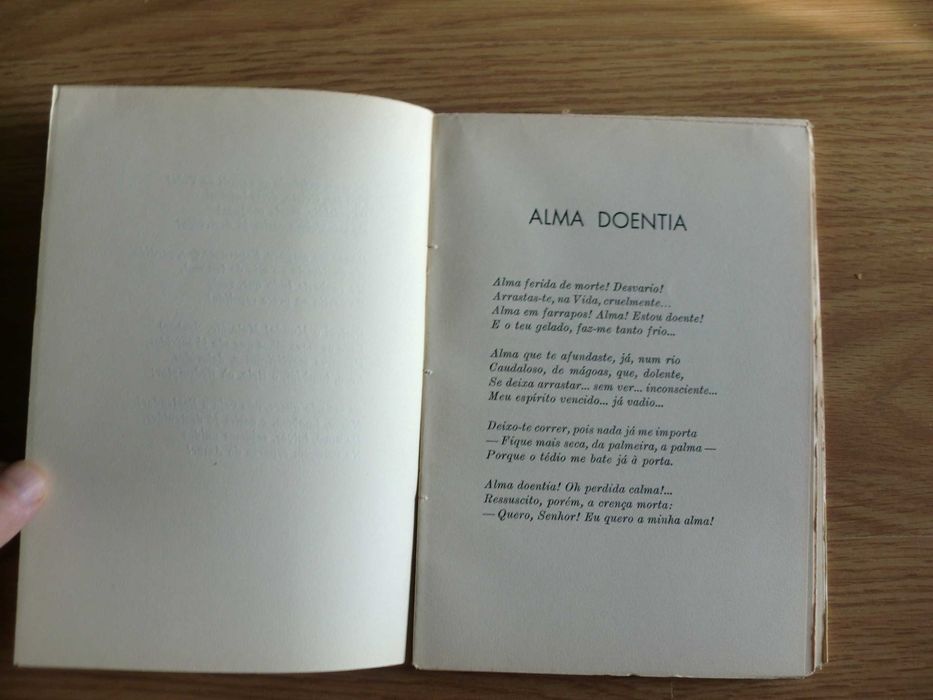 ALMA DOENTIA
Alma ferida de morte! Desvario!
Arrastas-te, na Vida, cruelmente...
Alma em farrapos! Alma! Estou doente!
E o teu gelado, faz-me tanto frio...
Alma que te afundaste, já, num rio
Caudaloso, de mágoas, que, dolente,
Se deixa arrastar... sem ver... inconsciente...
Meu espírito vencido... já vadio...
Deixo-te correr, pois nada já me importa
— Fique mais seca, da palmeira, a palma —
Porque o tédio me bate já à porta.
Alma doentia! Oh perdida calma!...
Ressuscito, porém, a crença morta:
— Quero, Senhor! Eu quero a minha alma!